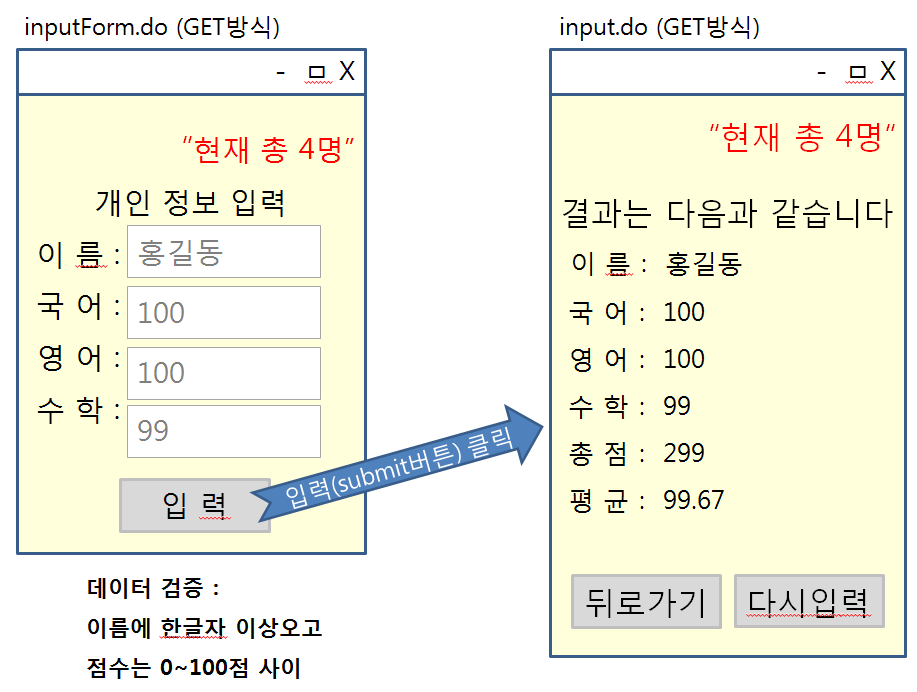 inputForm.do (GET방식)
- ㅁ X
“현재 총 4명”
개인 정보 입력
이 름 : 홍길동
국 어 : 100
영 어 : 100
수 학 : 99
입 력
데이터 검증 :
이름에 한글자 이상오고
점수는 0~100점 사이
입력(submit버튼) 클릭
input.do (GET방식)
- ㅁ X
“현재 총 4명”
결과는 다음과 같습니다
이 름 : 홍길동
국 어 : 100
영 어 : 100
수 학 : 99
총 점 : 299
평 균 : 99.67
뒤로가기 다시입력